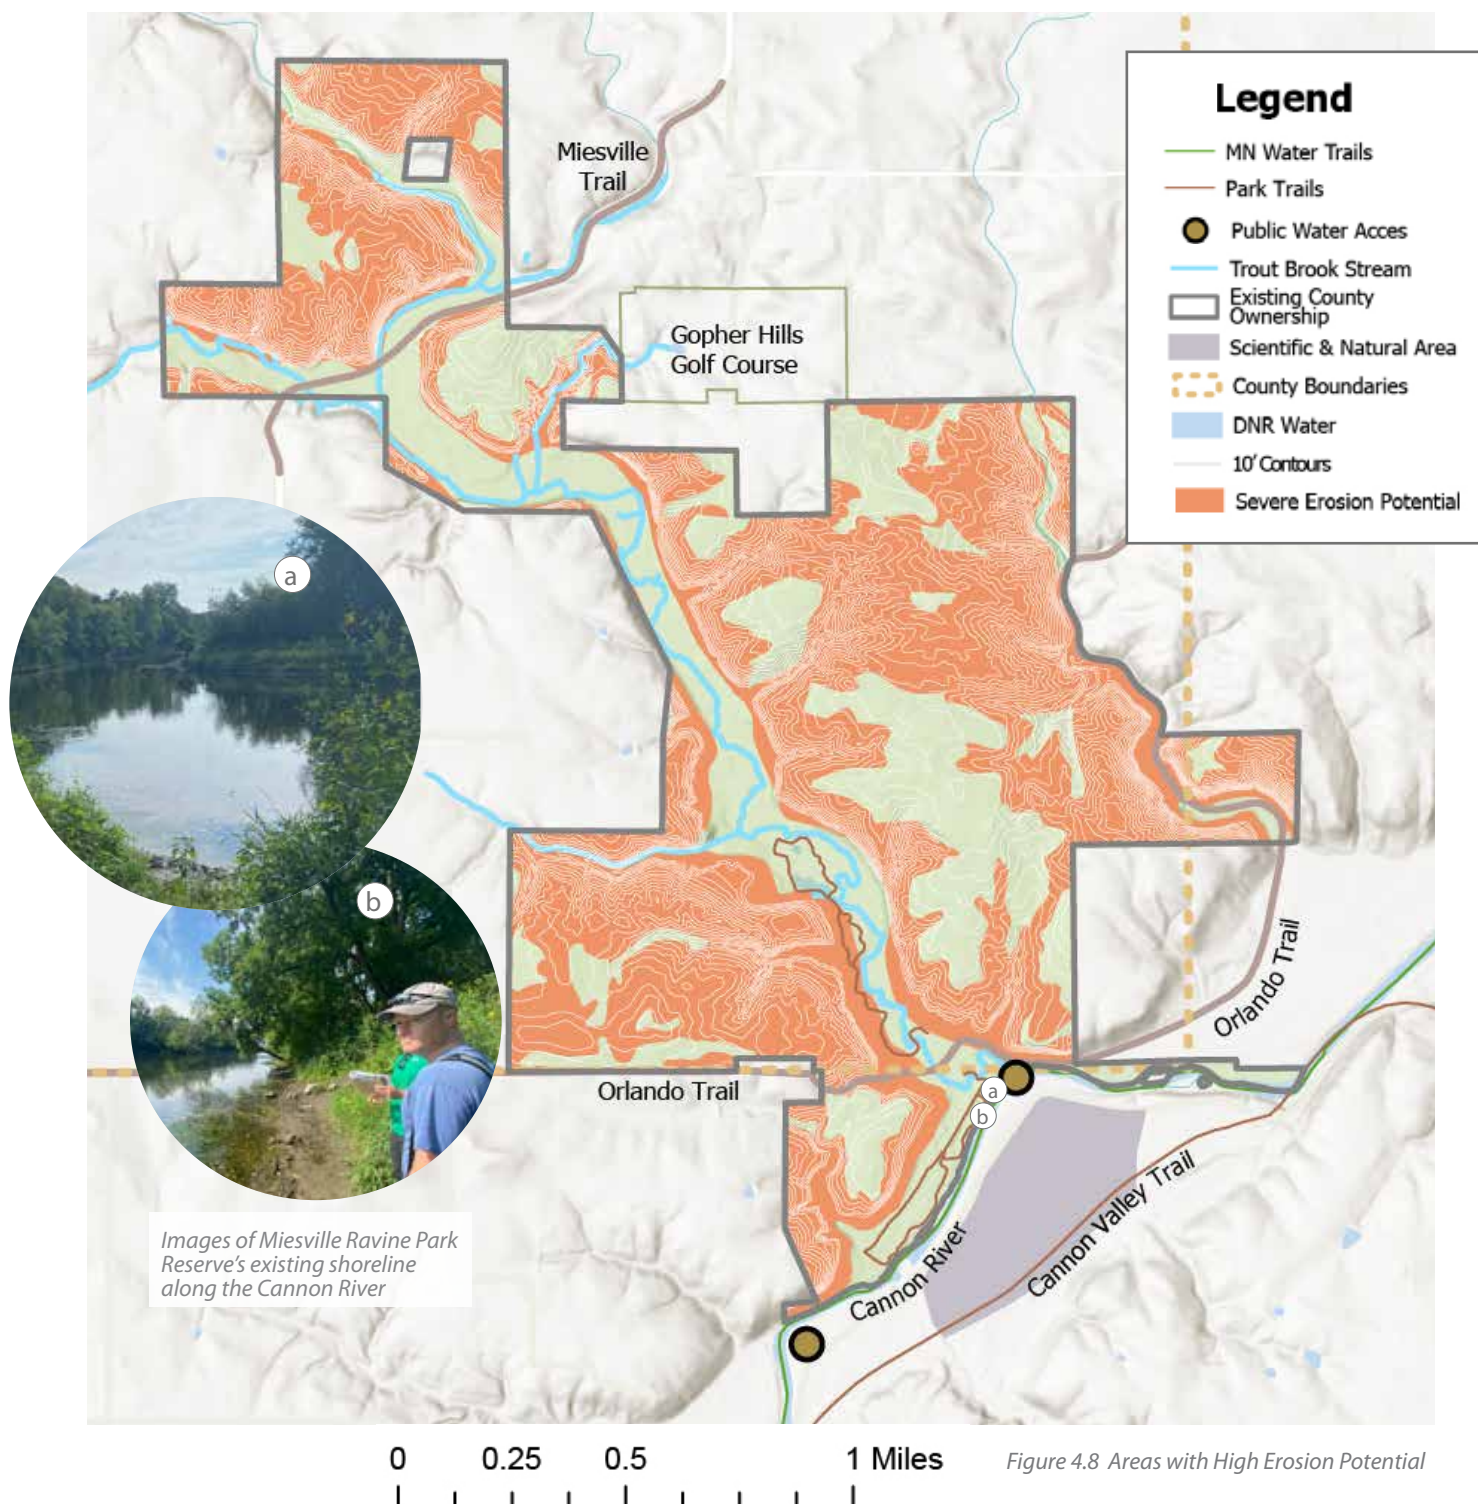 Legend
MN Water Trails
Park Trails
Public Water Acces
Trout Brook Stream
Existing County
Ownership
Scientific & Natural Area
County Boundaries
DNR Water
10' Contours
Severe Erosion Potential
Miesville
Trail
Gopher Hills
Golf Course
a
b
Orlando Trail
Orlando Trail
a
b
Cannon River
Cannon Valley Trail
Images of Miesville Ravine Park
Reserve's existing shoreline
along the Cannon River
0 0.25 0.5 1 Miles
Figure 4.8 Areas with High Erosion Potential